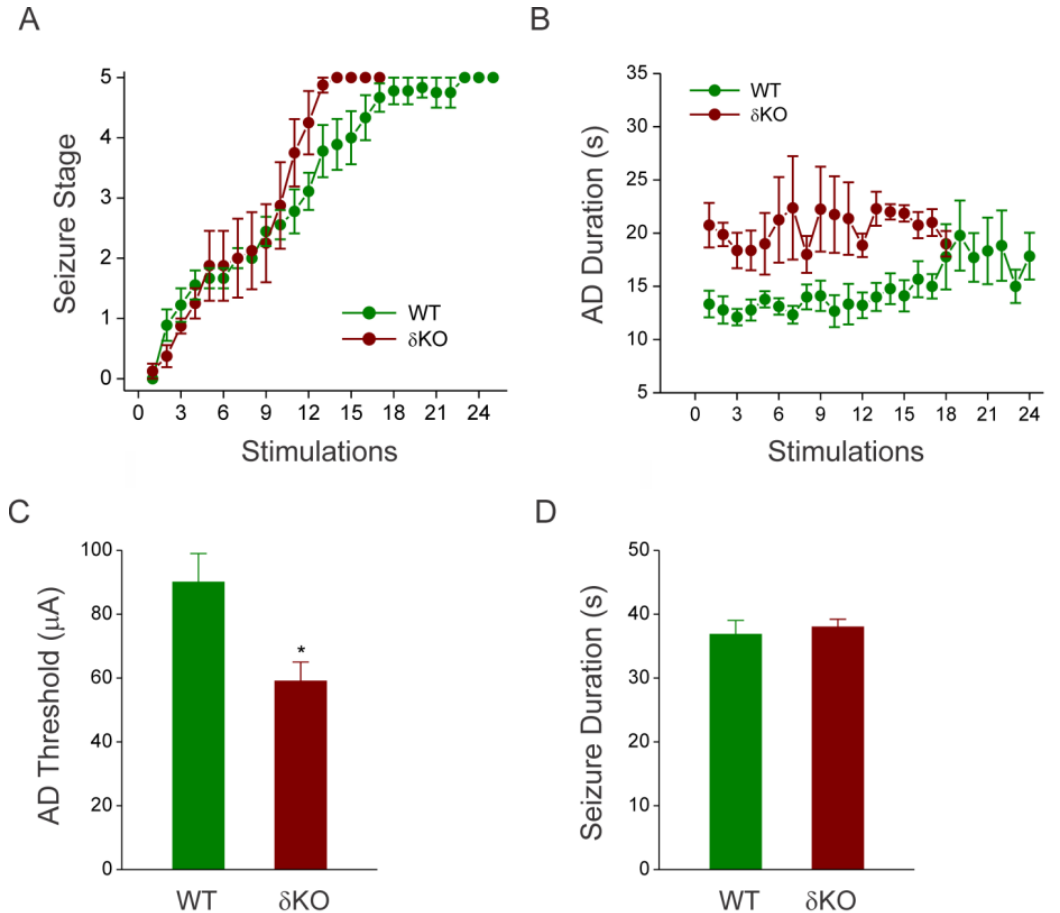 A
Seizure Stage
5
4
3
2
1
0
WT
δKO
0 3 6 9 12 15 18 21 24
Stimulations
B
AD Duration (s)
35
30
25
20
15
10
5
WT
δKO
0 3 6 9 12 15 18 21 24
Stimulations
C
AD Threshold (μA)
100
80
60
40
20
0
*
WT δKO
D
Seizure Duration (s)
50
40
30
20
10
0
WT δKO